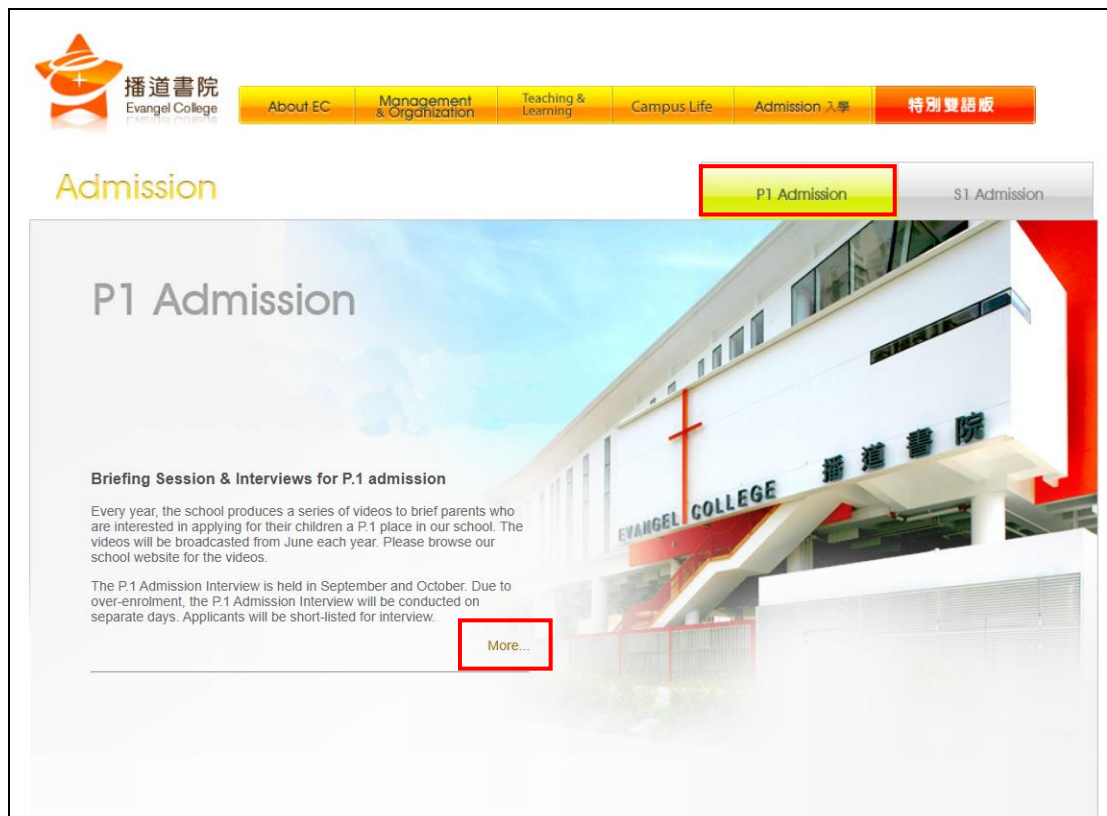 播道書院
Evangel College
About EC
Management
& Organization
Teaching &
Learning
Campus Life
Admission 入學
特別雙語版
Admission
P1 Admission
S1 Admission
P1 Admission
Briefing Session & Interviews for P.1 admission
Every year, the school produces a series of videos to brief parents who
are interested in applying for their children a P.1 place in our school. The
videos will be broadcasted from June each year. Please browse our
school website for the videos.
The P.1 Admission Interview is held in September and October. Due to
over-enrolment, the P.1 Admission Interview will be conducted on
separate days. Applicants will be short-listed for interview.
More...
EVANGEL COLLEGE 播道書院